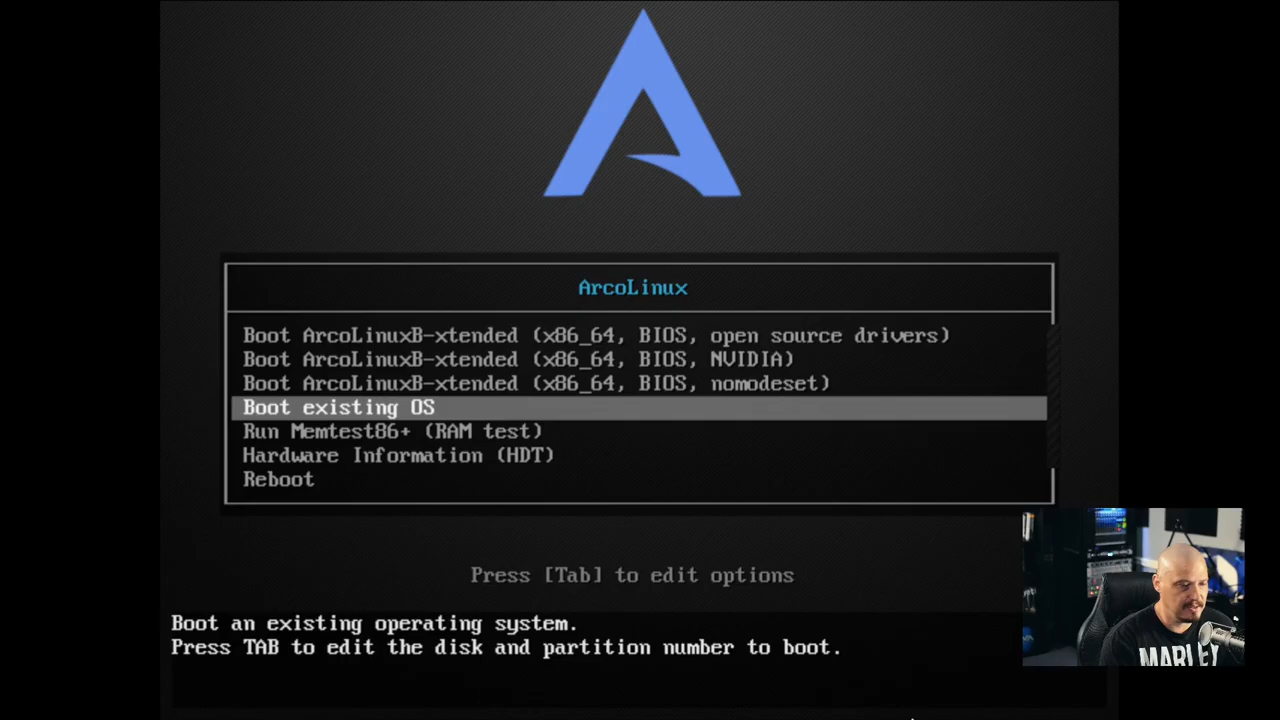 ArcoLinux
Boot ArcoLinuxB-xtended (x86_64, BIOS, open source drivers)
Boot ArcoLinuxB-xtended (x86_64, BIOS, NVIDIA)
Boot ArcoLinuxB-xtended (x86_64, BIOS, nomodeset)
Boot existing OS
Run Memtest86+ (RAM test)
Hardware Information (HDT)
Reboot
Press [Tab] to edit options
Boot an existing operating system.
Press TAB to edit the disk and partition number to boot.
MARLEY